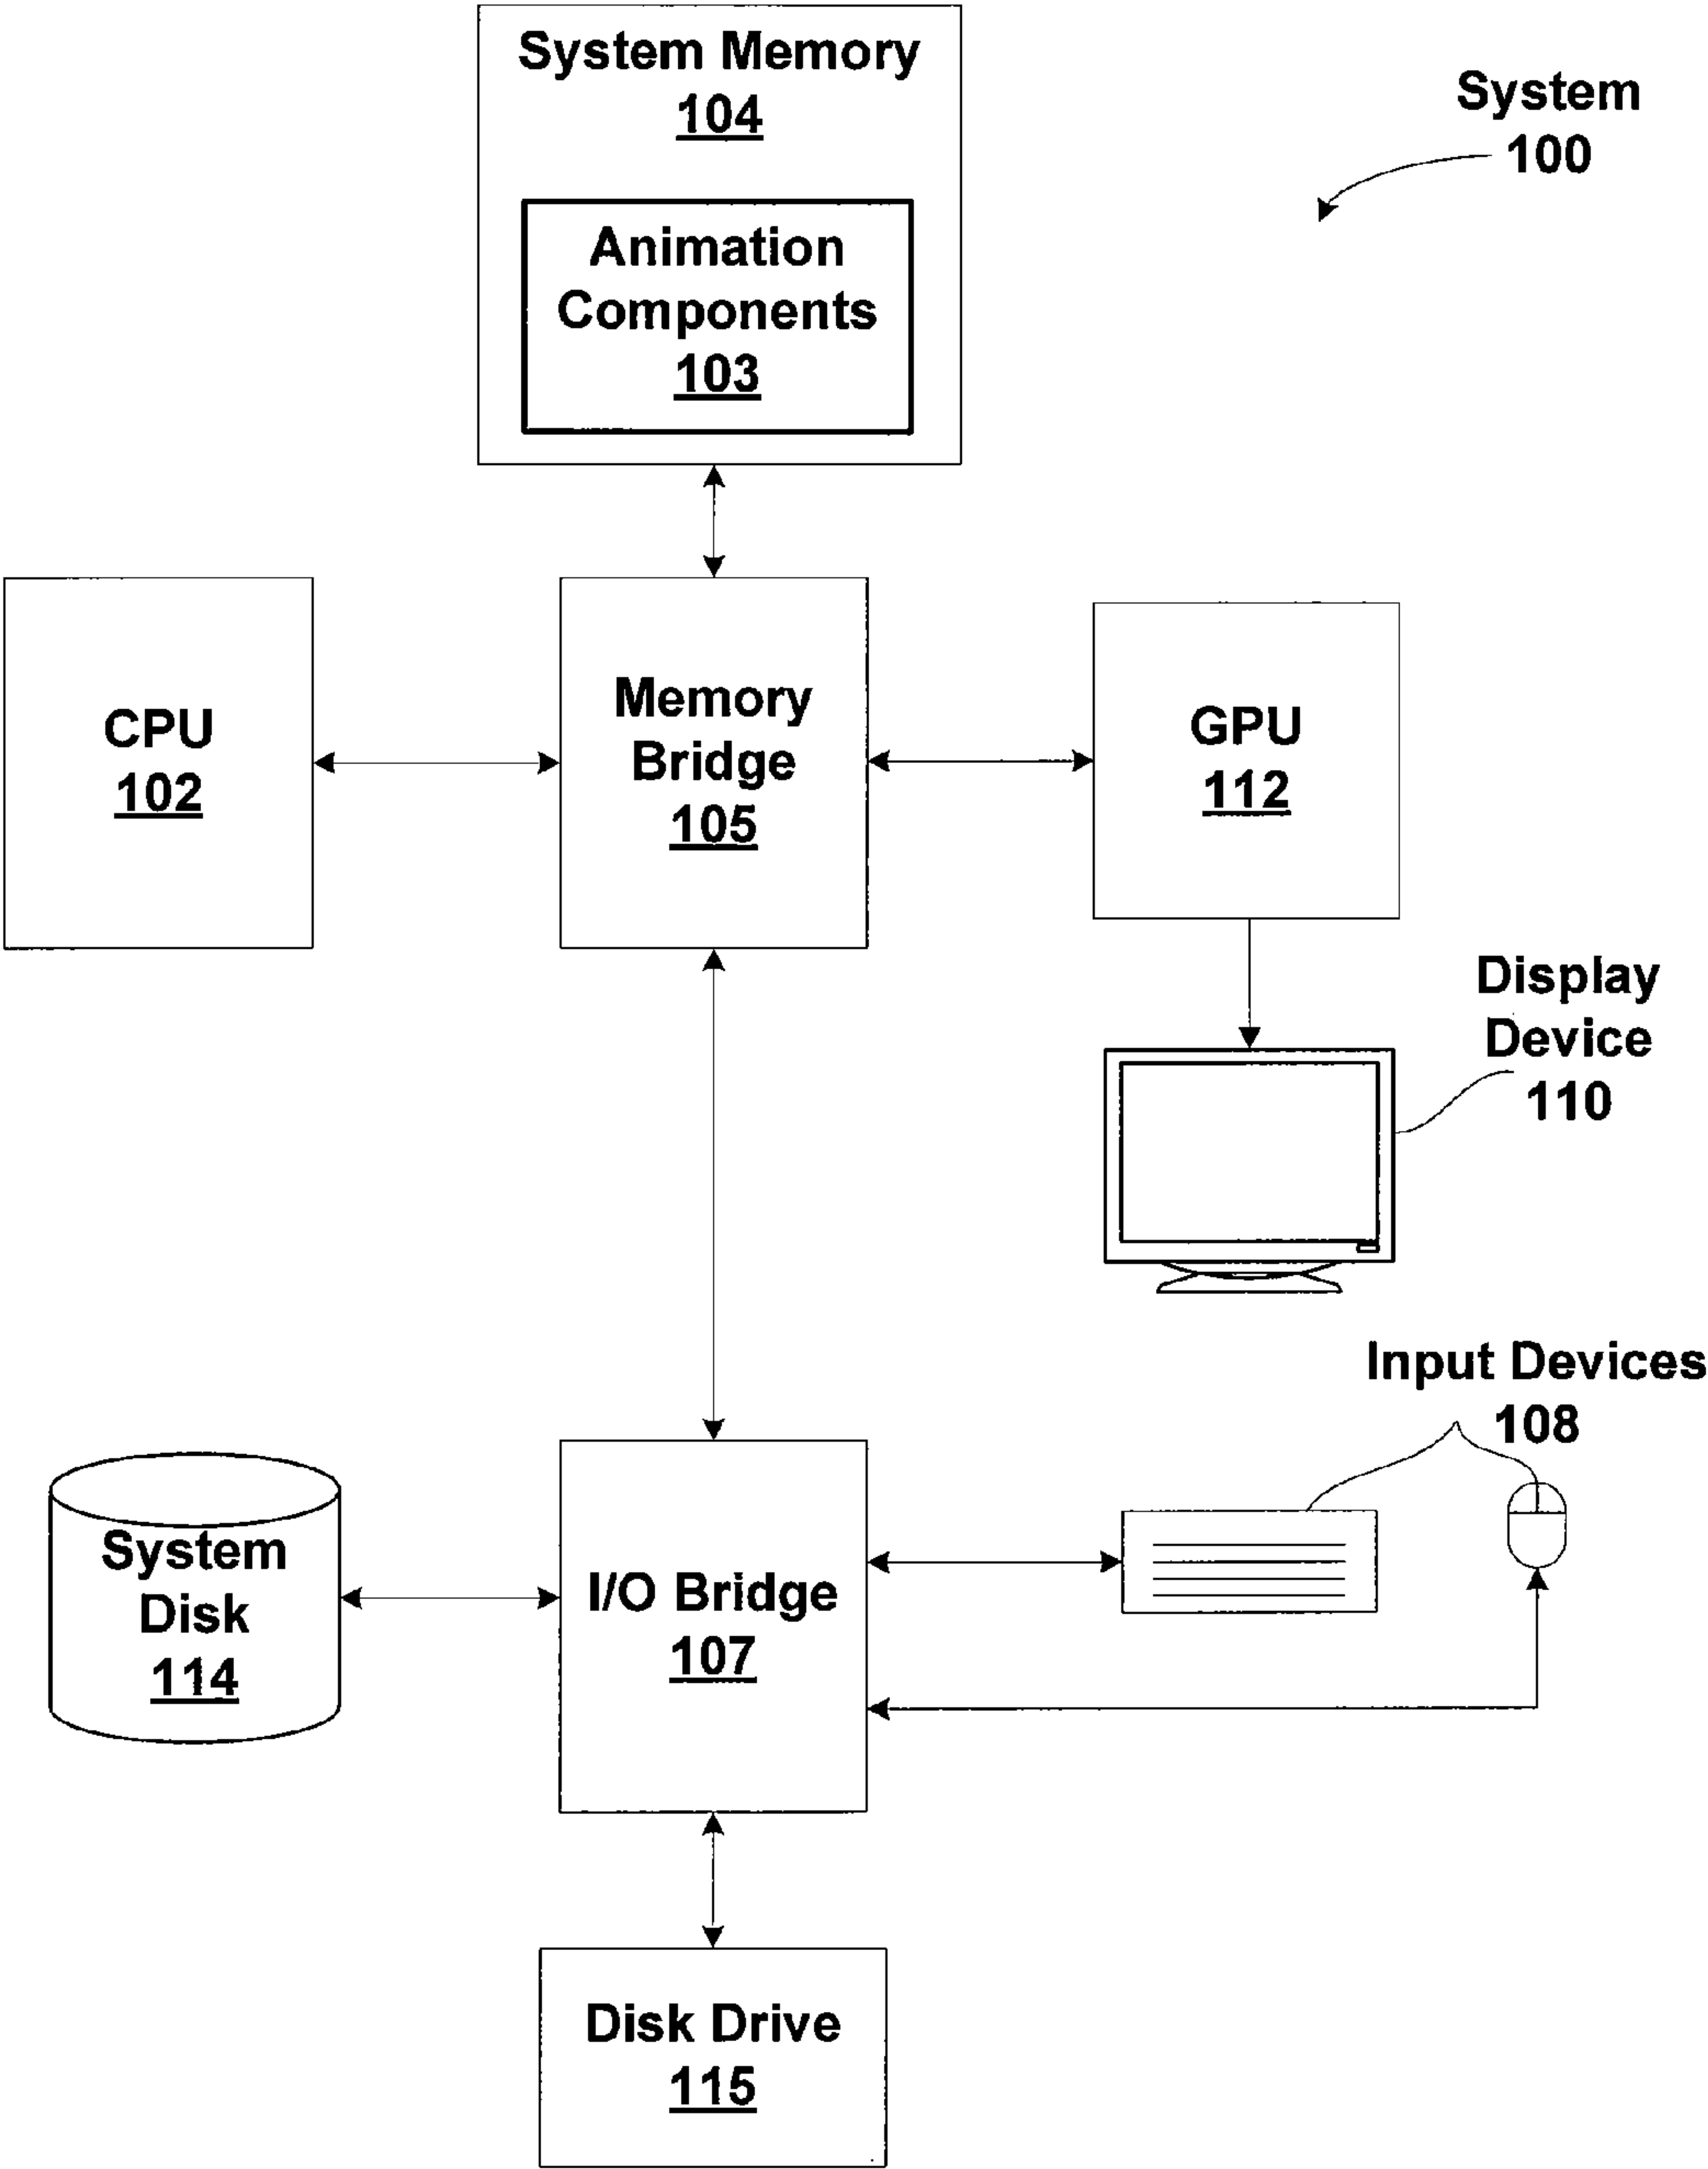 System Memory
104
System
100
Animation
Components
103
CPU
102
Memory
Bridge
105
GPU
112
Display
Device
110
Input Devices
108
System
Disk
114
I/O Bridge
107
Disk Drive
115